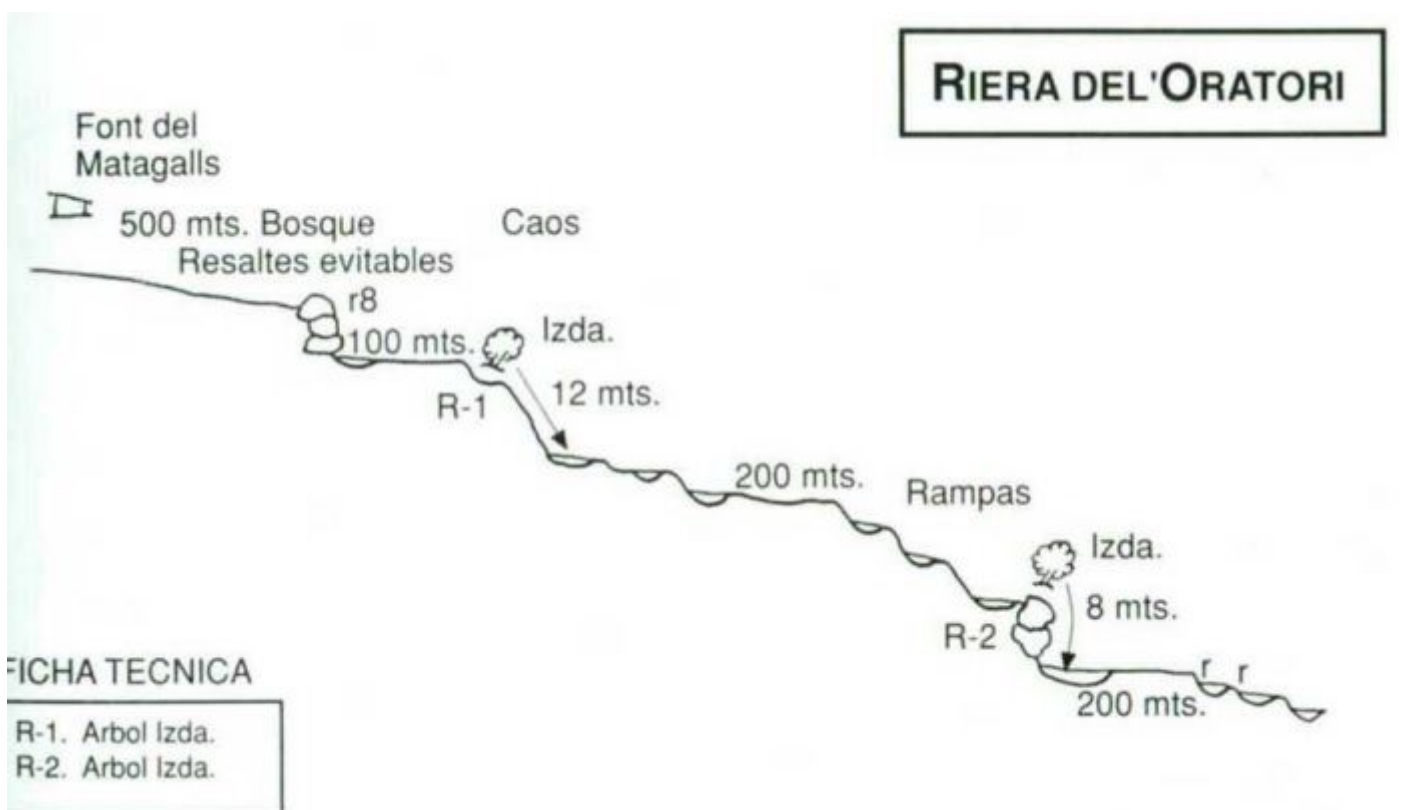 RIERA DEL'ORATORI
Font del
Matagalls
500 mts. Bosque
Caos
Resaltes evitables
r8
100 mts.
Izda.
12 mts.
R-1
200 mts.
Rampas
Izda.
8 mts.
R-2
r r
200 mts.
FICHA TECNICA
R-1. Arbol Izda.
R-2. Arbol Izda.